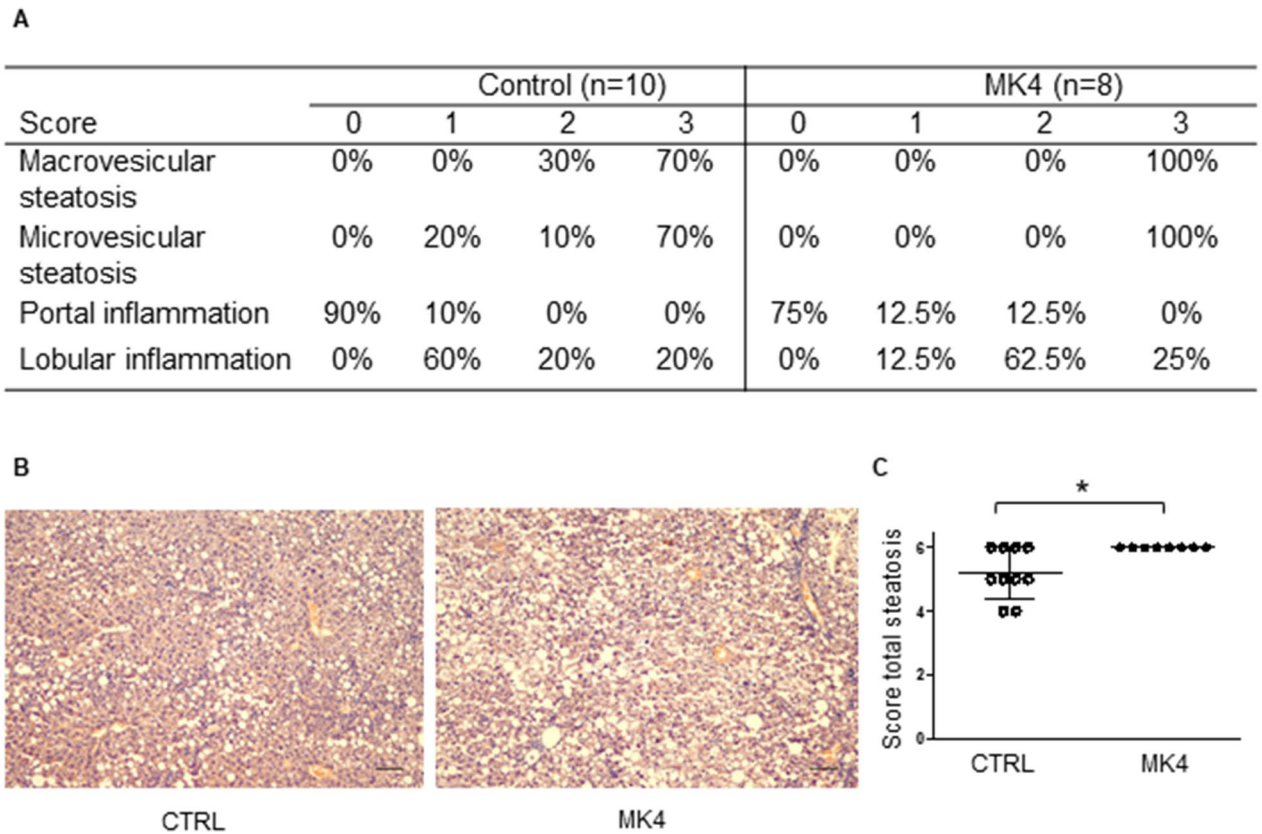 A
Control (n=10) MK4 (n=8)
Score 0 1 2 3 0 1 2 3
Macrovesicular 0% 0% 30% 70% 0% 0% 0% 100%
steatosis
Microvesicular 0% 20% 10% 70% 0% 0% 0% 100%
steatosis
Portal inflammation 90% 10% 0% 0% 75% 12.5% 12.5% 0%
Lobular inflammation 0% 60% 20% 20% 0% 12.5% 62.5% 25%
B
CTRL
MK4
C
*
Score total steatosis
6
4
2
0
CTRL MK4